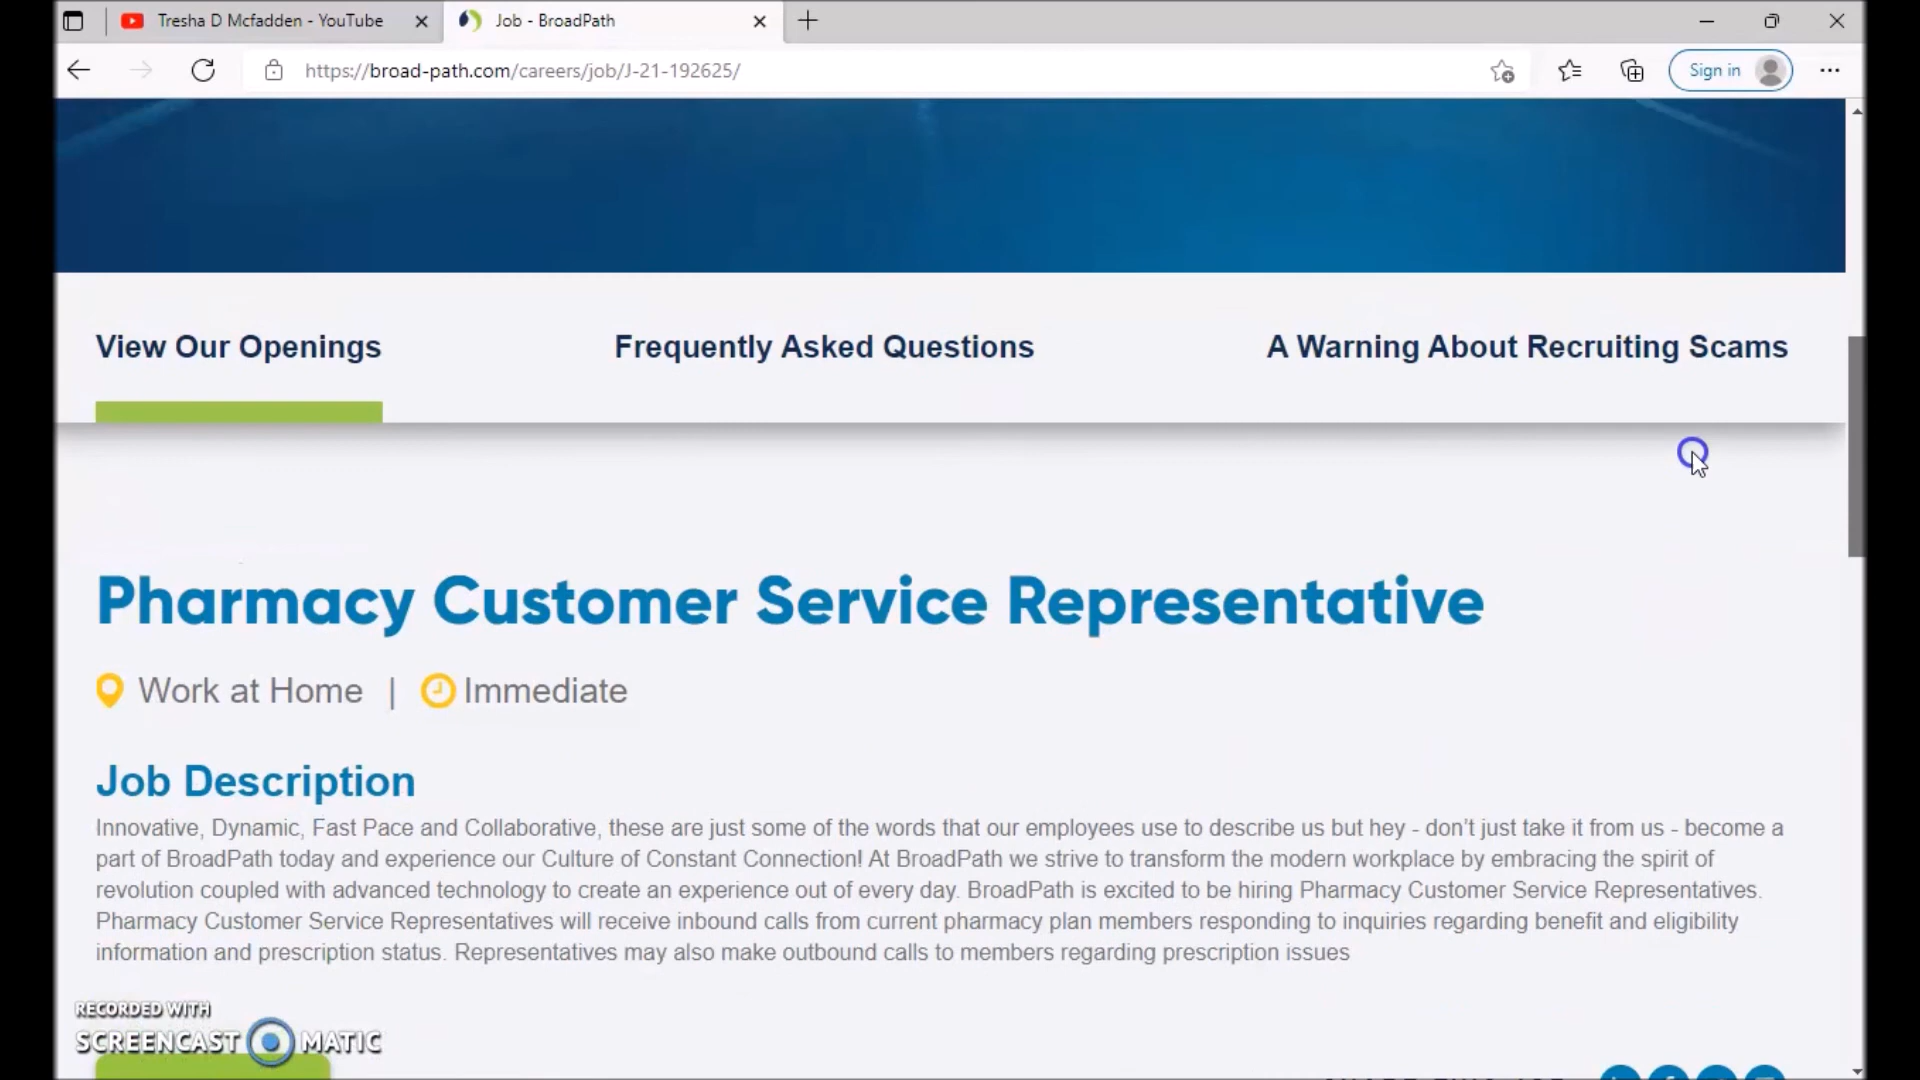 Tresha D Mcfadden - YouTube
Job - BroadPath
https://broad-path.com/careers/job/J-21-192625/
Sign in
View Our Openings
Frequently Asked Questions
A Warning About Recruiting Scams
Pharmacy Customer Service Representative
Work at Home | Immediate
Job Description
Innovative, Dynamic, Fast Pace and Collaborative, these are just some of the words that our employees use to describe us but hey - don't just take it from us - become a
part of BroadPath today and experience our Culture of Constant Connection! At BroadPath we strive to transform the modern workplace by embracing the spirit of
revolution coupled with advanced technology to create an experience out of every day. BroadPath is excited to be hiring Pharmacy Customer Service Representatives.
Pharmacy Customer Service Representatives will receive inbound calls from current pharmacy plan members responding to inquiries regarding benefit and eligibility
information and prescription status. Representatives may also make outbound calls to members regarding prescription issues
RECORDED WITH
SCREENCAST MATIC